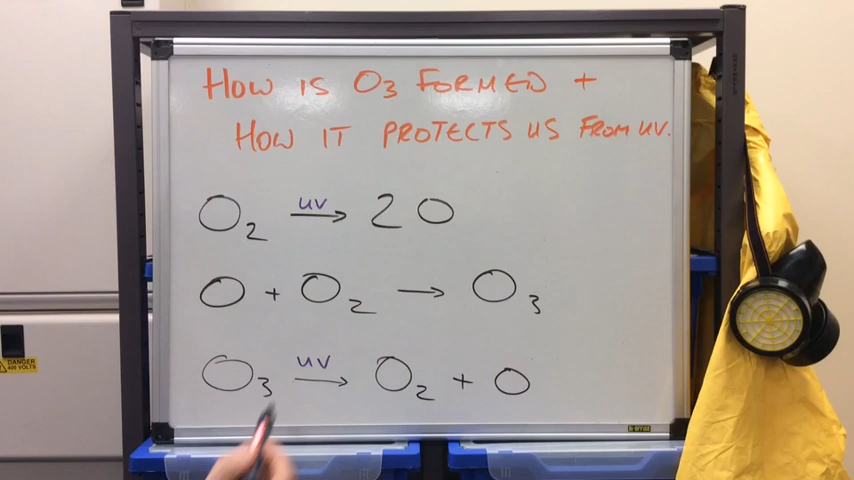 HOW IS O₃ FORMED +
HOW IT PROTECTS US FROM UV.
O₂ uv→ 2 O
O + O₂ → O₃
O₃ uv→ O₂ + O
DANGER
400 VOLTS